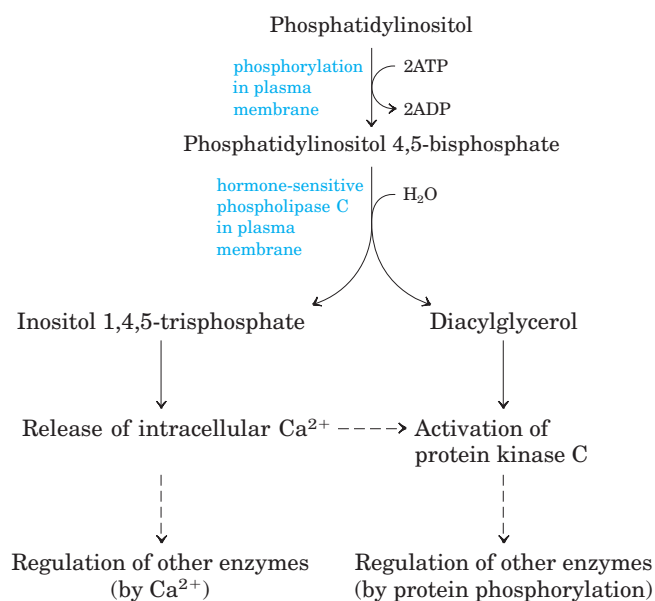 Phosphatidylinositol
phosphorylation
in plasma
membrane
2ATP
2ADP
Phosphatidylinositol 4,5-bisphosphate
hormone-sensitive
phospholipase C
in plasma
membrane
H₂O
Inositol 1,4,5-trisphosphate
Diacylglycerol
Release of intracellular Ca²⁺
Activation of
protein kinase C
Regulation of other enzymes
(by Ca²⁺)
Regulation of other enzymes
(by protein phosphorylation)